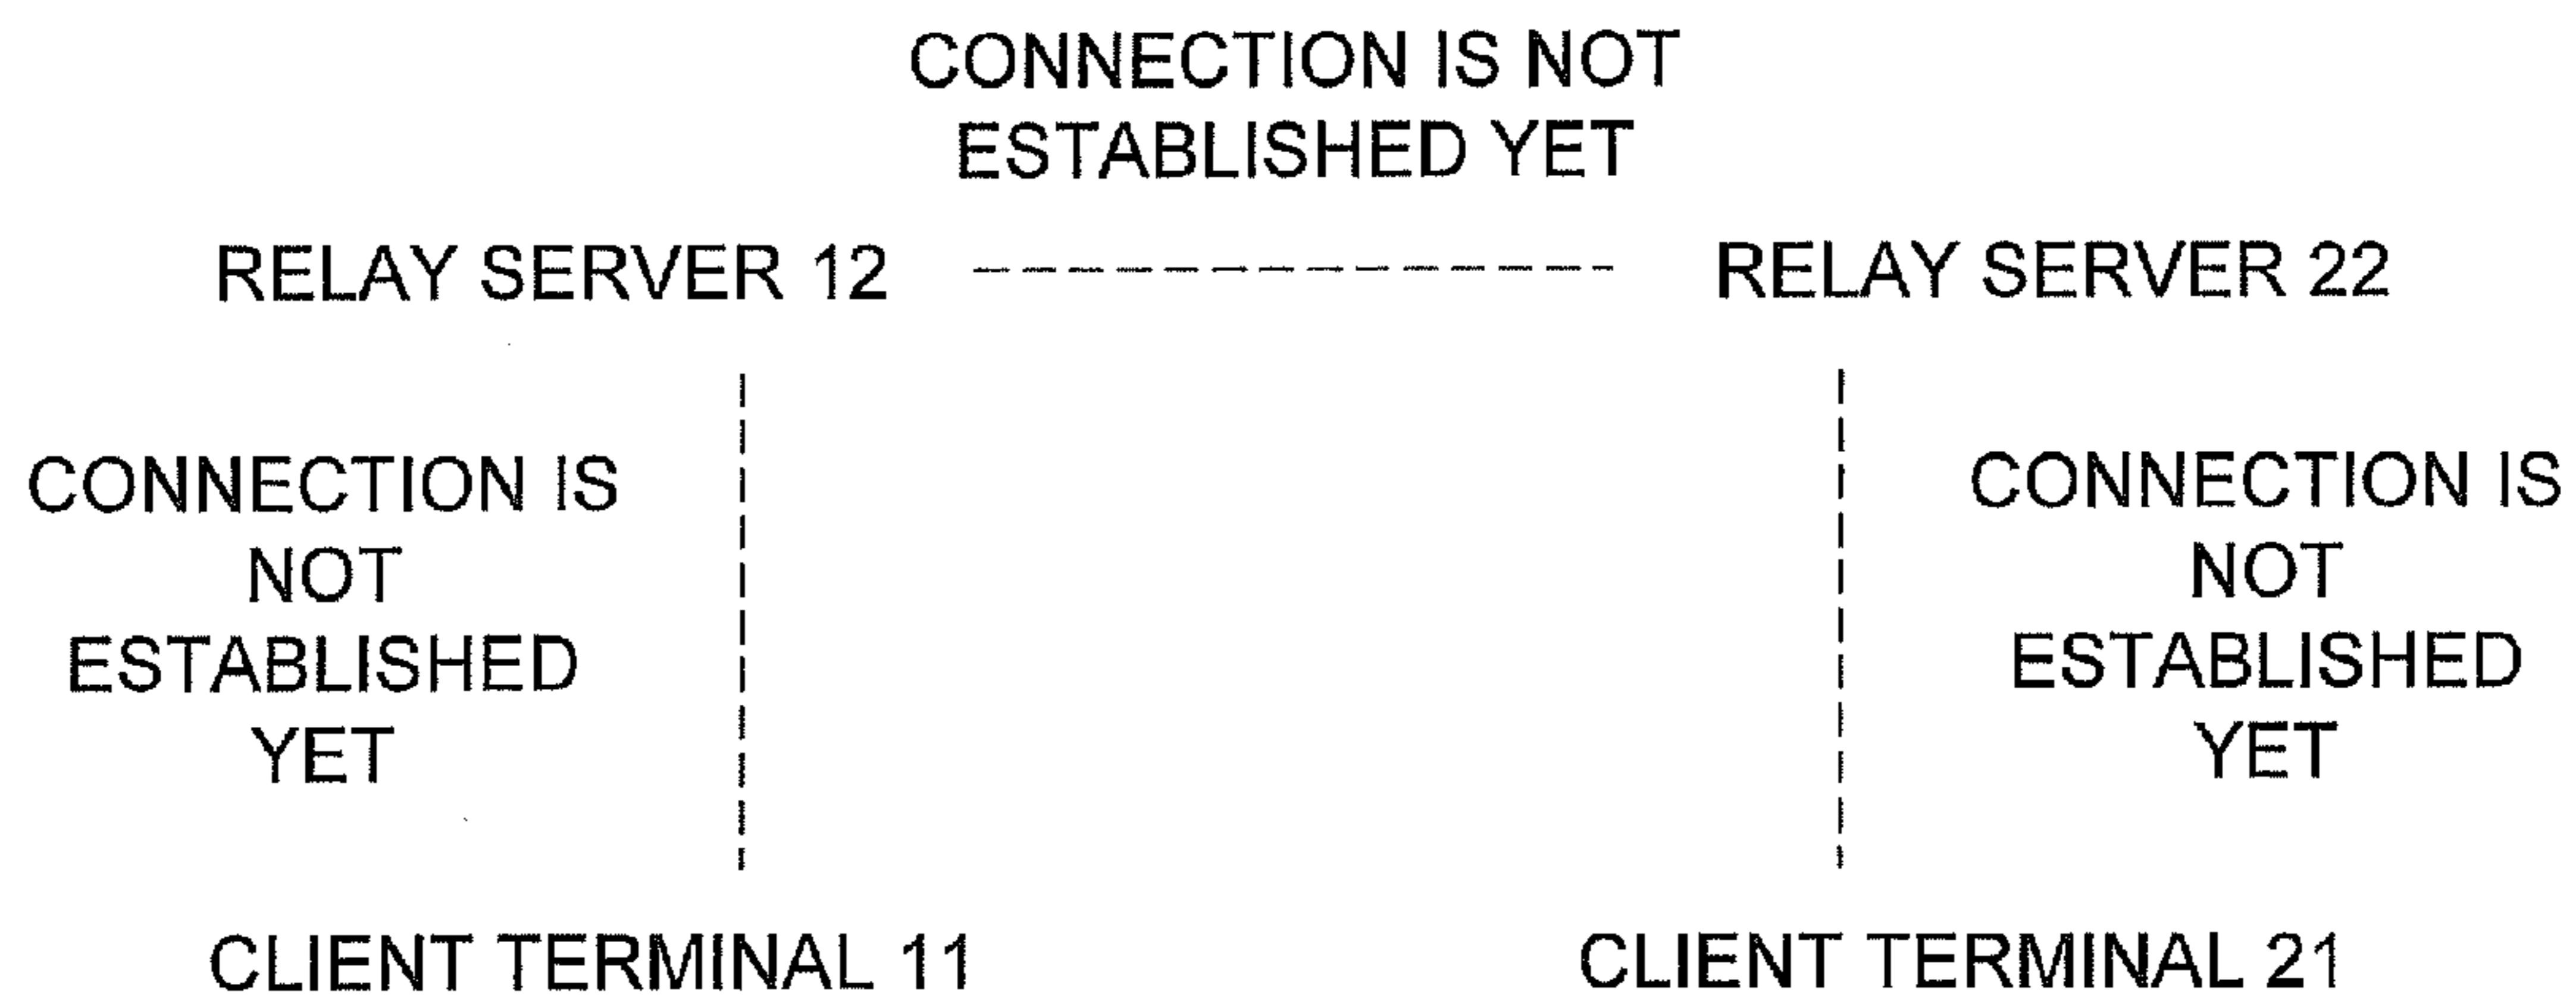 CONNECTION IS NOT
ESTABLISHED YET
RELAY SERVER 12
RELAY SERVER 22
CONNECTION IS
NOT
ESTABLISHED
YET
CONNECTION IS
NOT
ESTABLISHED
YET
CLIENT TERMINAL 11
CLIENT TERMINAL 21